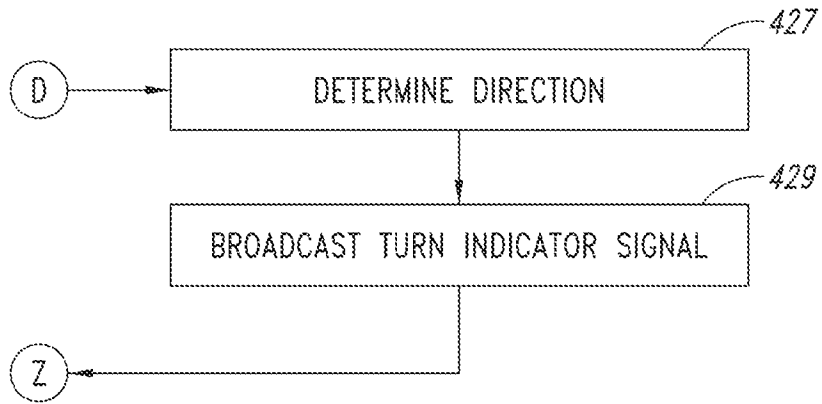 427
D
DETERMINE DIRECTION
429
BROADCAST TURN INDICATOR SIGNAL
Z